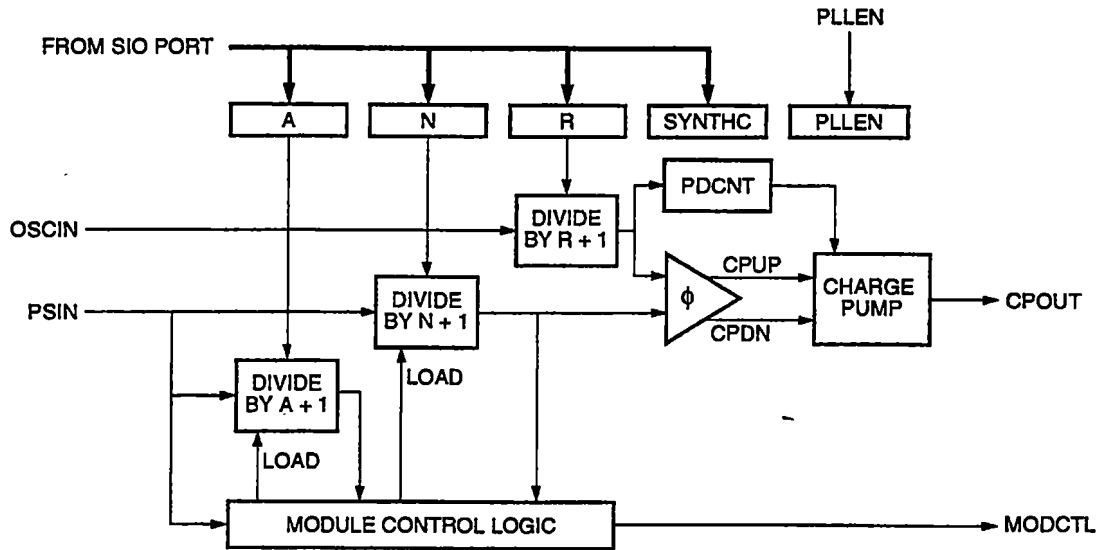 PLLEN
FROM SIO PORT
A
N
R
SYNTHC
PLLEN
PDCNT
OSCIN
DIVIDE
BY R + 1
CPUP
CHARGE
PUMP
CPOUT
φ
CPDN
PSIN
DIVIDE
BY N + 1
LOAD
DIVIDE
BY A + 1
LOAD
MODULE CONTROL LOGIC
MODCTL